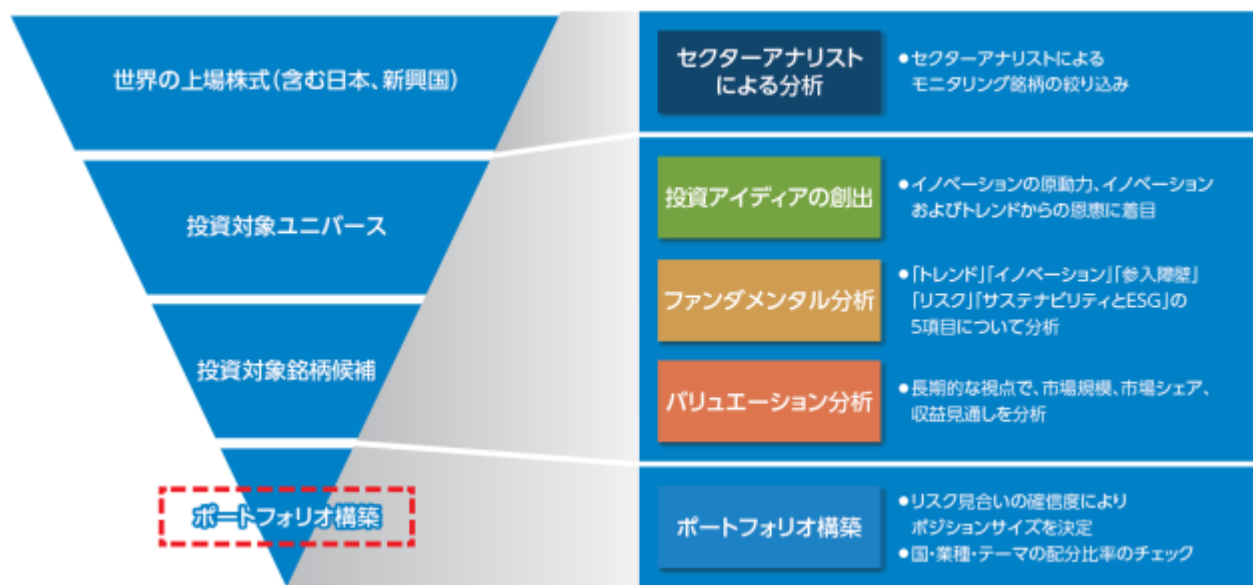 世界の上場株式(含む日本、新興国)
投資対象ユニバース
投資対象銘柄候補
ポートフォリオ構築
セクターアナリスト
による分析
●セクターアナリストによる
モニタリング銘柄の絞り込み
投資アイディアの創出
●イノベーションの原動力、イノベーション
およびトレンドからの恩恵に着目
ファンダメンタル分析
●「トレンド」「イノベーション」「参入障壁」
「リスク」「サステナビリティとESG」の
5項目について分析
バリュエーション分析
●長期的な視点で、市場規模、市場シェア、
収益見通しを分析
ポートフォリオ構築
●リスク見合いの確信度により
ポジションサイズを決定
●国・業種・テーマの配分比率のチェック